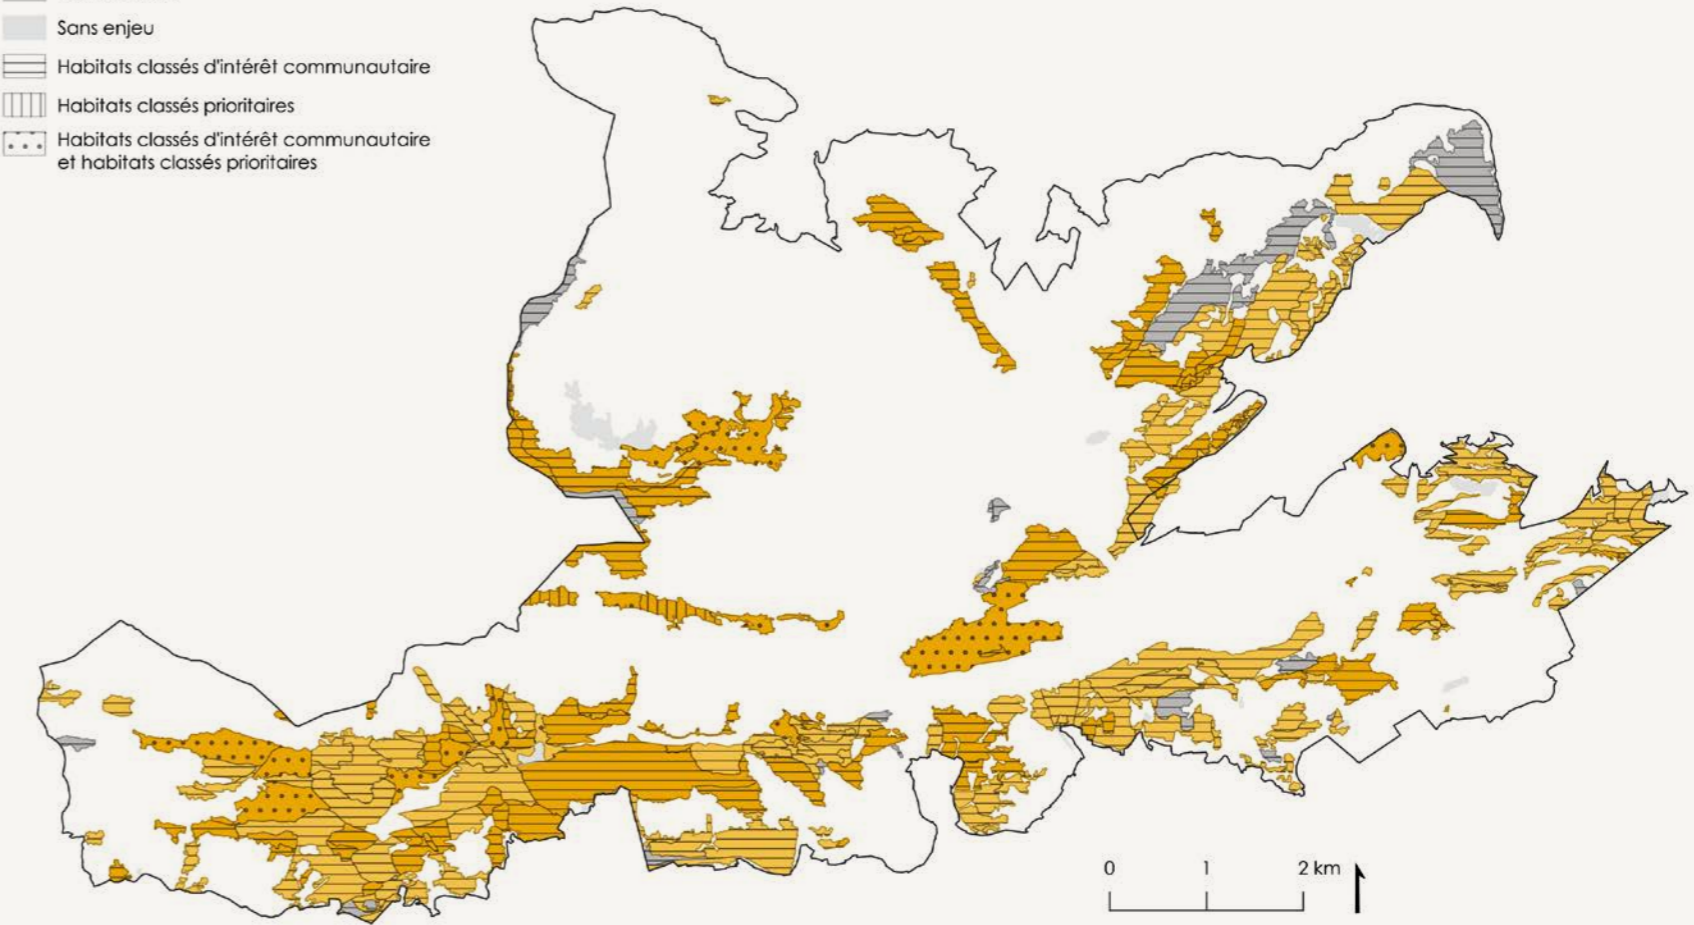 Sans enjeu
Habitats classés d'intérêt communautaire
Habitats classés prioritaires
Habitats classés d'intérêt communautaire
et habitats classés prioritaires
0 1 2 km